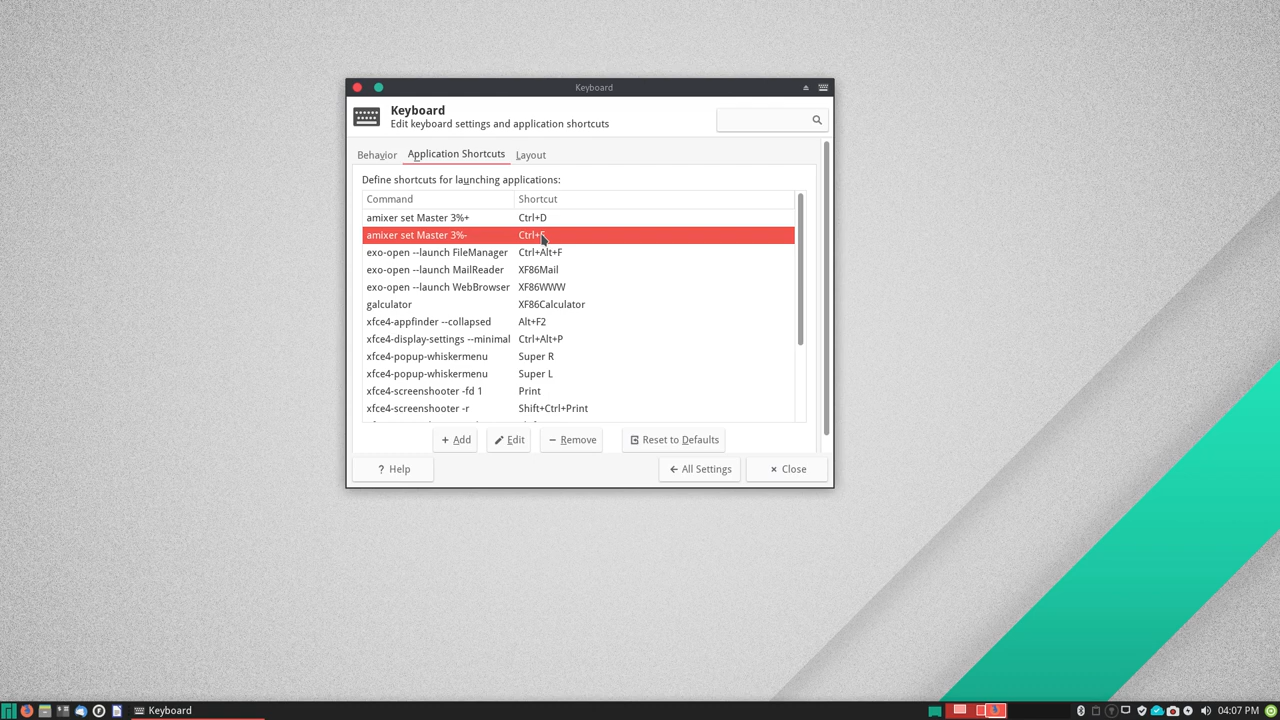 Keyboard
Keyboard
Edit keyboard settings and application shortcuts
Behavior Application Shortcuts Layout
Define shortcuts for launching applications:
Command Shortcut
amixer set Master 3%+ Ctrl+D
amixer set Master 3%-
exo-open --launch FileManager Ctrl+Alt+F
exo-open --launch MailReader XF86Mail
exo-open --launch WebBrowser XF86WWW
galculator XF86Calculator
xfce4-appfinder --collapsed Alt+F2
xfce4-display-settings --minimal Ctrl+Alt+P
xfce4-popup-whiskermenu Super R
xfce4-popup-whiskermenu Super L
xfce4-screenshooter -fd 1 Print
xfce4-screenshooter -r Shift+Ctrl+Print
+ Add Edit − Remove Reset to Defaults
? Help ← All Settings × Close
Keyboard 04:07 PM